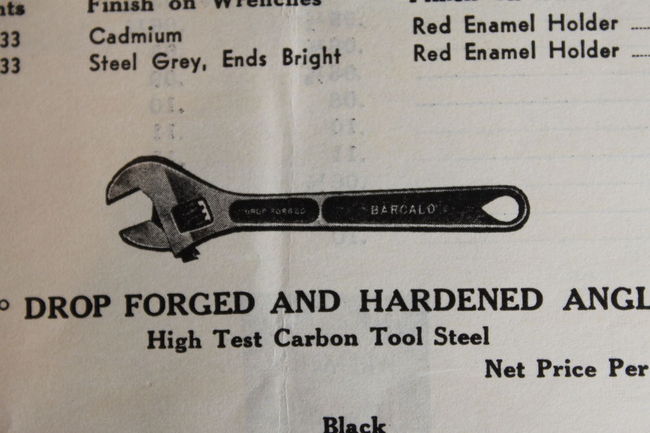 Finish on Wrenches
33 Cadmium Red Enamel Holder
33 Steel Grey, Ends Bright Red Enamel Holder
DROP FORGED BARCALO
° DROP FORGED AND HARDENED ANGL
High Test Carbon Tool Steel
Net Price Per
Black